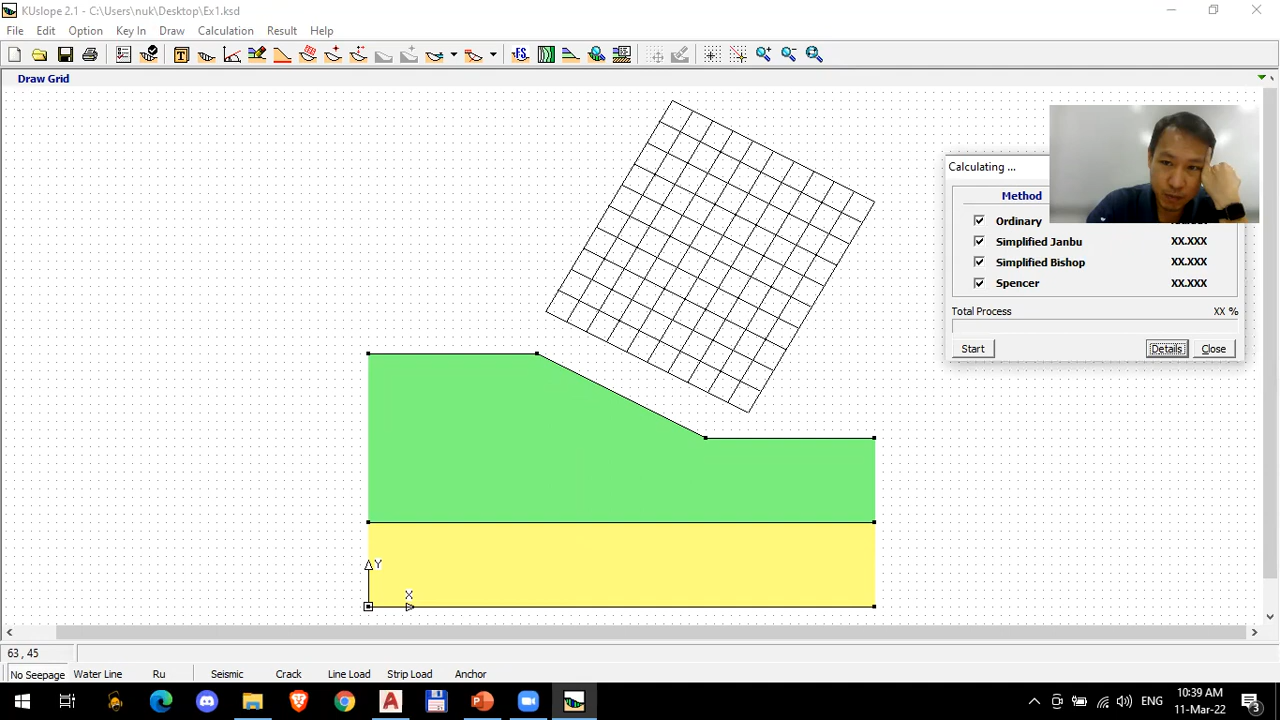 KUslope 2.1 - C:\Users\nuk\Desktop\Ex1.ksd
File Edit Option Key In Draw Calculation Result Help
T
F.S.
Draw Grid
Calculating ...
Method
Ordinary
Simplified Janbu XX.XXX
Simplified Bishop XX.XXX
Spencer XX.XXX
Total Process XX %
Start Details Close
Y
X
63 , 45
No Seepage Water Line Ru Seismic Crack Line Load Strip Load Anchor
A
ENG
10:39 AM
11-Mar-22
3